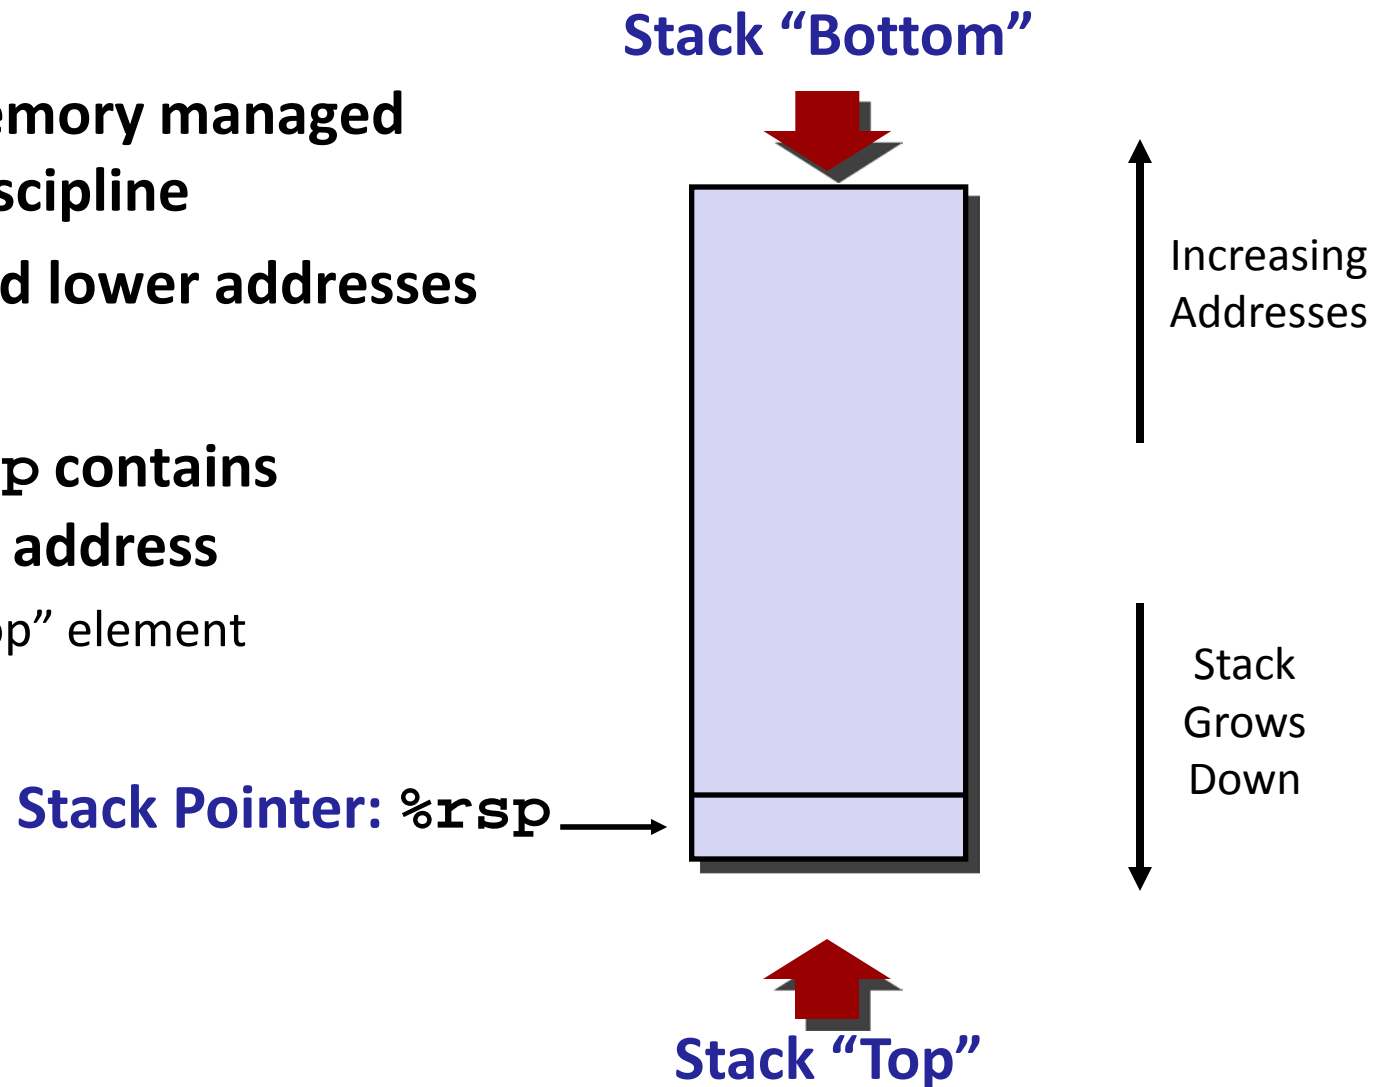 Stack “Bottom”
emory managed
scipline
d lower addresses
Increasing
Addresses
p contains
address
op” element
Stack
Grows
Down
Stack Pointer: %rsp
Stack “Top”